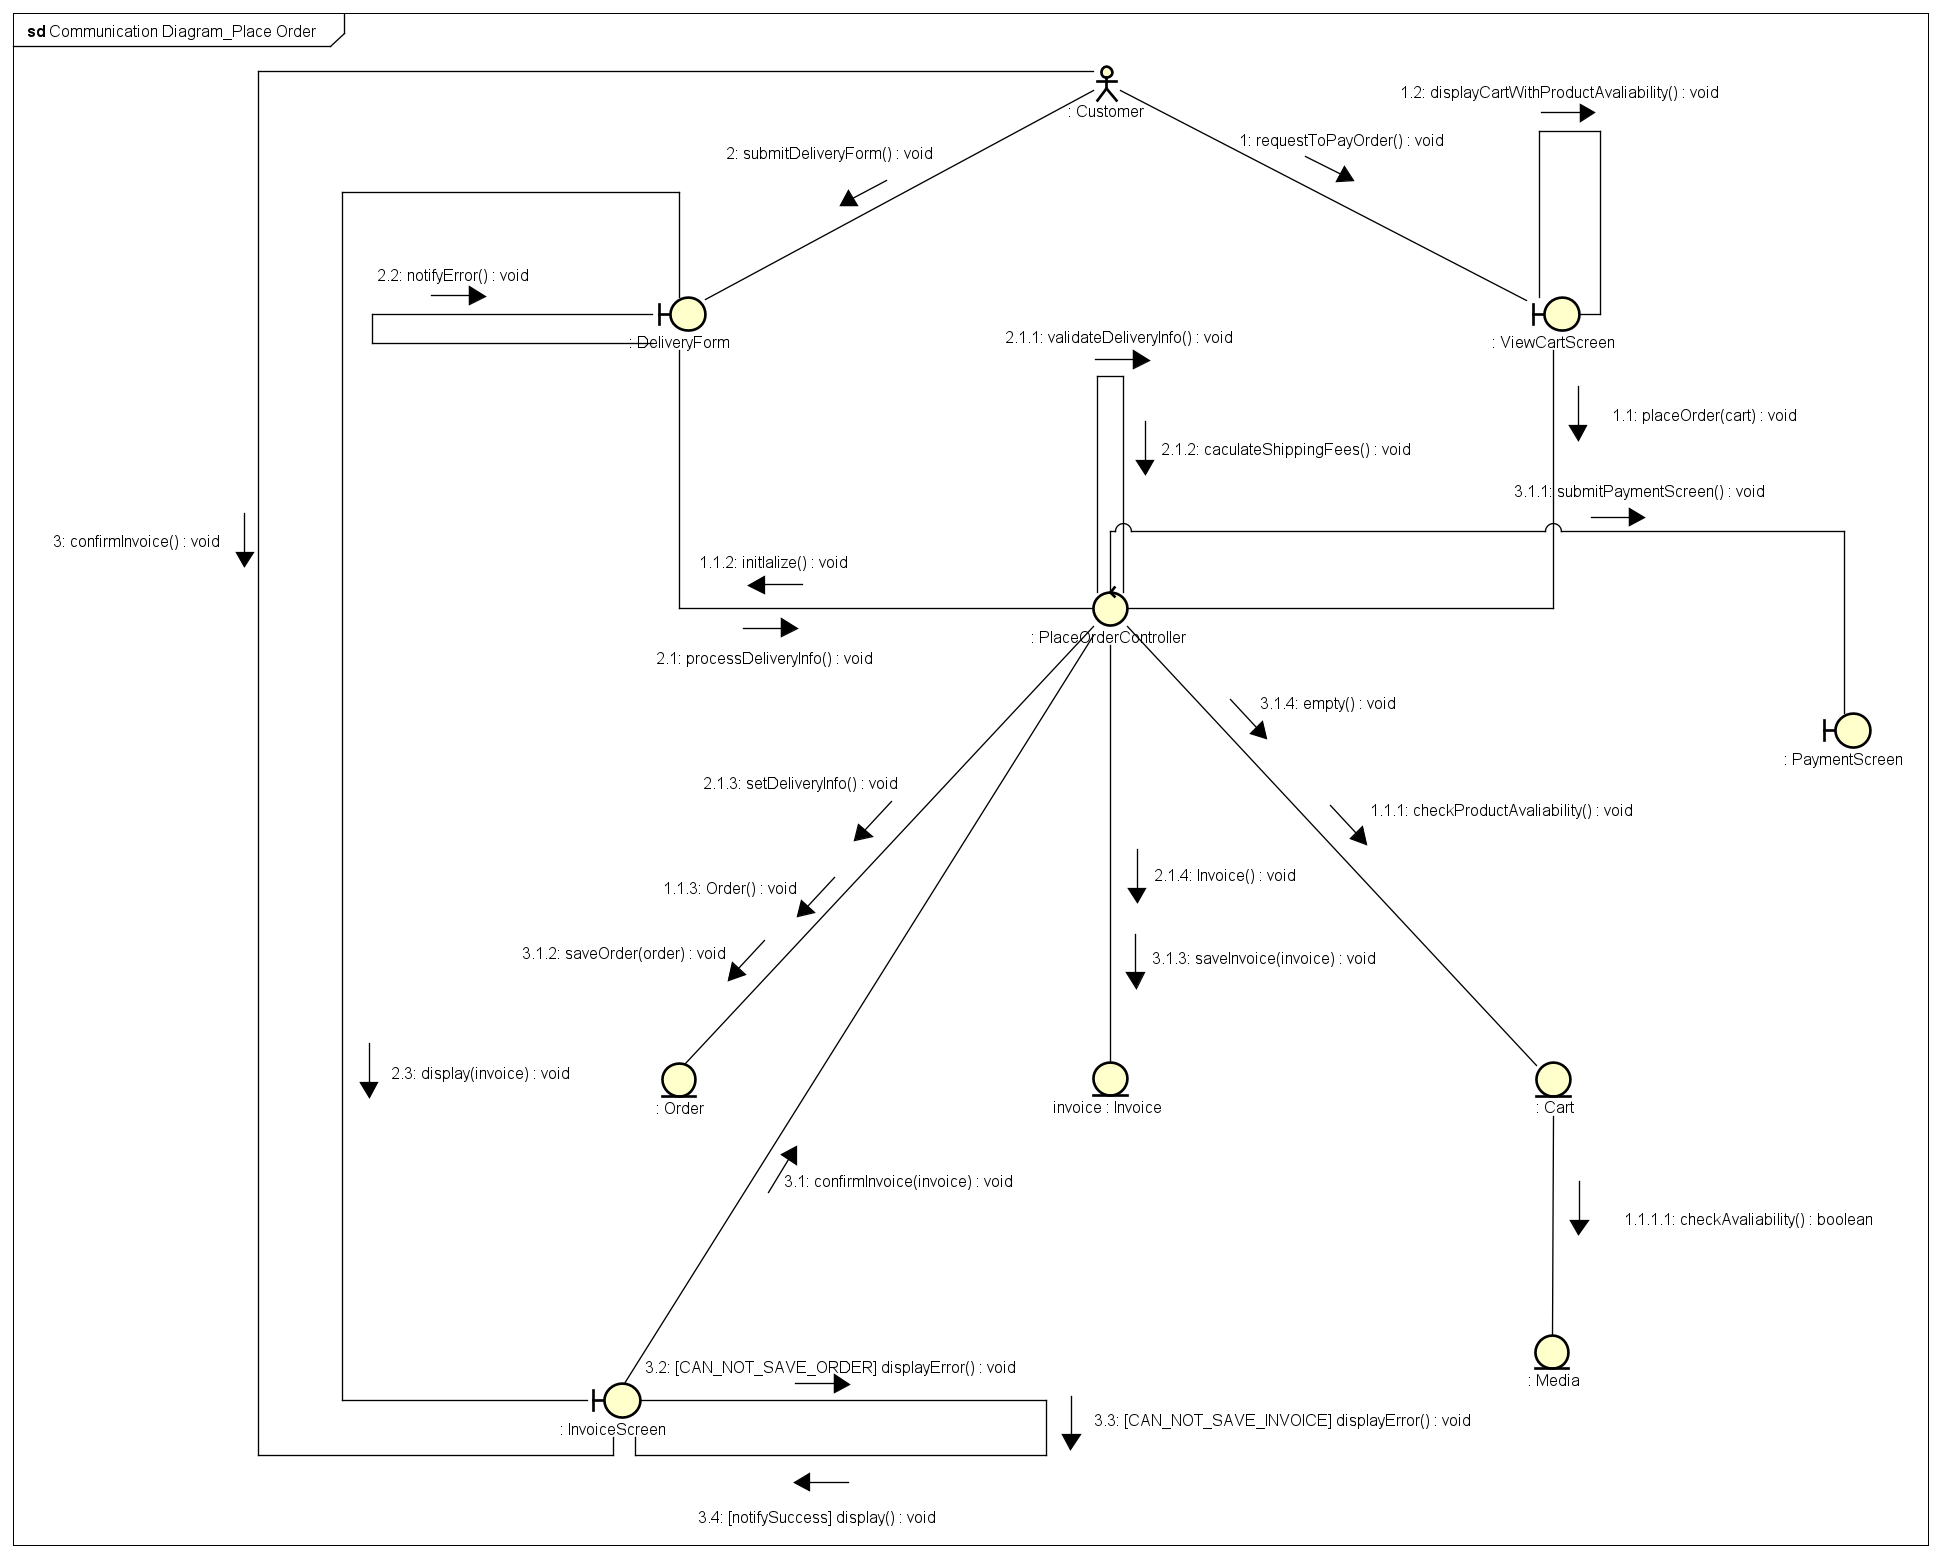 sd Communication Diagram_Place Order
1.2: displayCartWithProductAvaliability() : void
: Customer
1: requestToPayOrder() : void
2: submitDeliveryForm() : void
2.2: notifyError() : void
: DeliveryForm
2.1.1: validateDeliveryInfo() : void
: ViewCartScreen
1.1: placeOrder(cart) : void
2.1.2: caculateShippingFees() : void
3.1.1: submitPaymentScreen() : void
3: confirmInvoice() : void
1.1.2: initlalize() : void
: PlaceOrderController
2.1: processDeliveryInfo() : void
3.1.4: empty() : void
: PaymentScreen
2.1.3: setDeliveryInfo() : void
1.1.1: checkProductAvaliability() : void
2.1.4: Invoice() : void
1.1.3: Order() : void
3.1.2: saveOrder(order) : void
3.1.3: saveInvoice(invoice) : void
2.3: display(invoice) : void
: Order
invoice : Invoice
: Cart
3.1: confirmInvoice(invoice) : void
1.1.1.1: checkAvaliability() : boolean
3.2: [CAN_NOT_SAVE_ORDER] displayError() : void
: Media
3.3: [CAN_NOT_SAVE_INVOICE] displayError() : void
: InvoiceScreen
3.4: [notifySuccess] display() : void